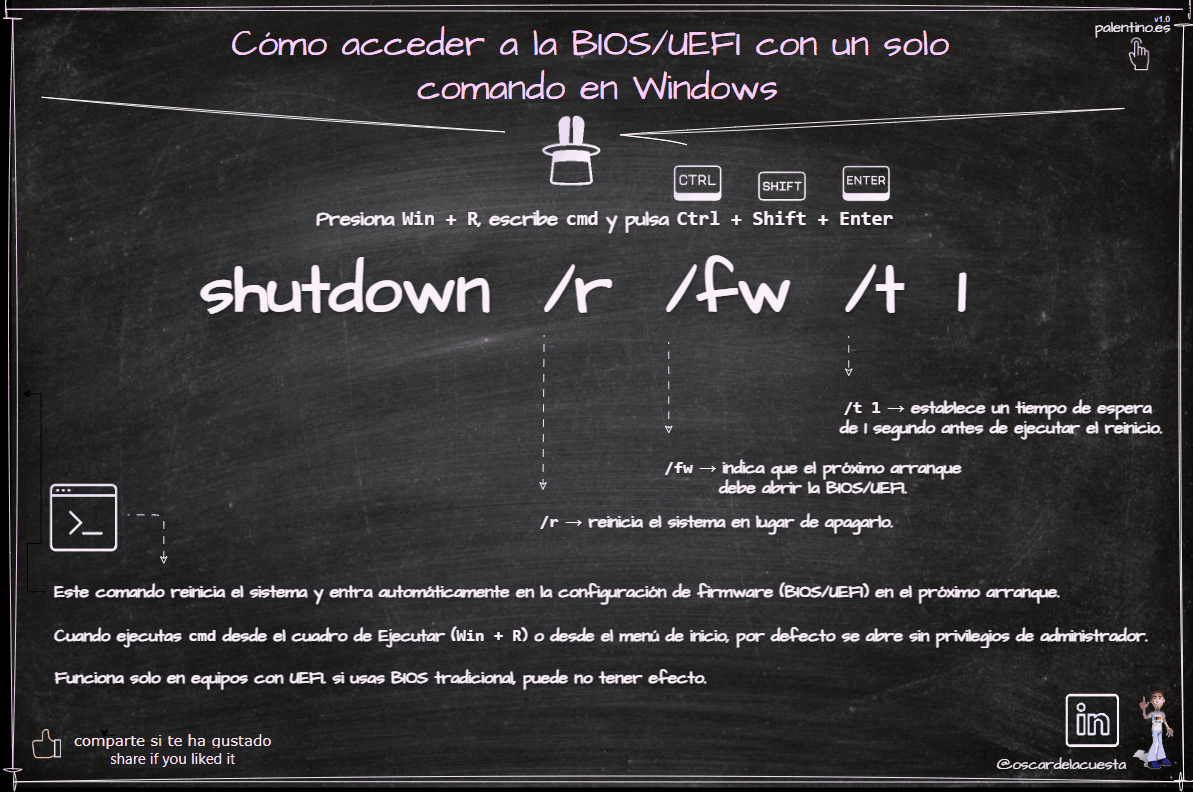 v1.0
palentino.es
Cómo acceder a la BIOS/UEFI con un solo
comando en Windows
CTRL SHIFT ENTER
Presiona Win + R, escribe cmd y pulsa Ctrl + Shift + Enter
shutdown /r /fw /t 1
/t 1 → establece un tiempo de espera
de 1 segundo antes de ejecutar el reinicio.
/fw → indica que el próximo arranque
debe abrir la BIOS/UEFI.
/r → reinicia el sistema en lugar de apagarlo.
Este comando reinicia el sistema y entra automáticamente en la configuración de firmware (BIOS/UEFI) en el próximo arranque.
Cuando ejecutas cmd desde el cuadro de Ejecutar (Win + R) o desde el menú de inicio, por defecto se abre sin privilegios de administrador.
Funciona solo en equipos con UEFI. si usas BIOS tradicional, puede no tener efecto.
in
comparte si te ha gustado
share if you liked it
@oscardelacuesta